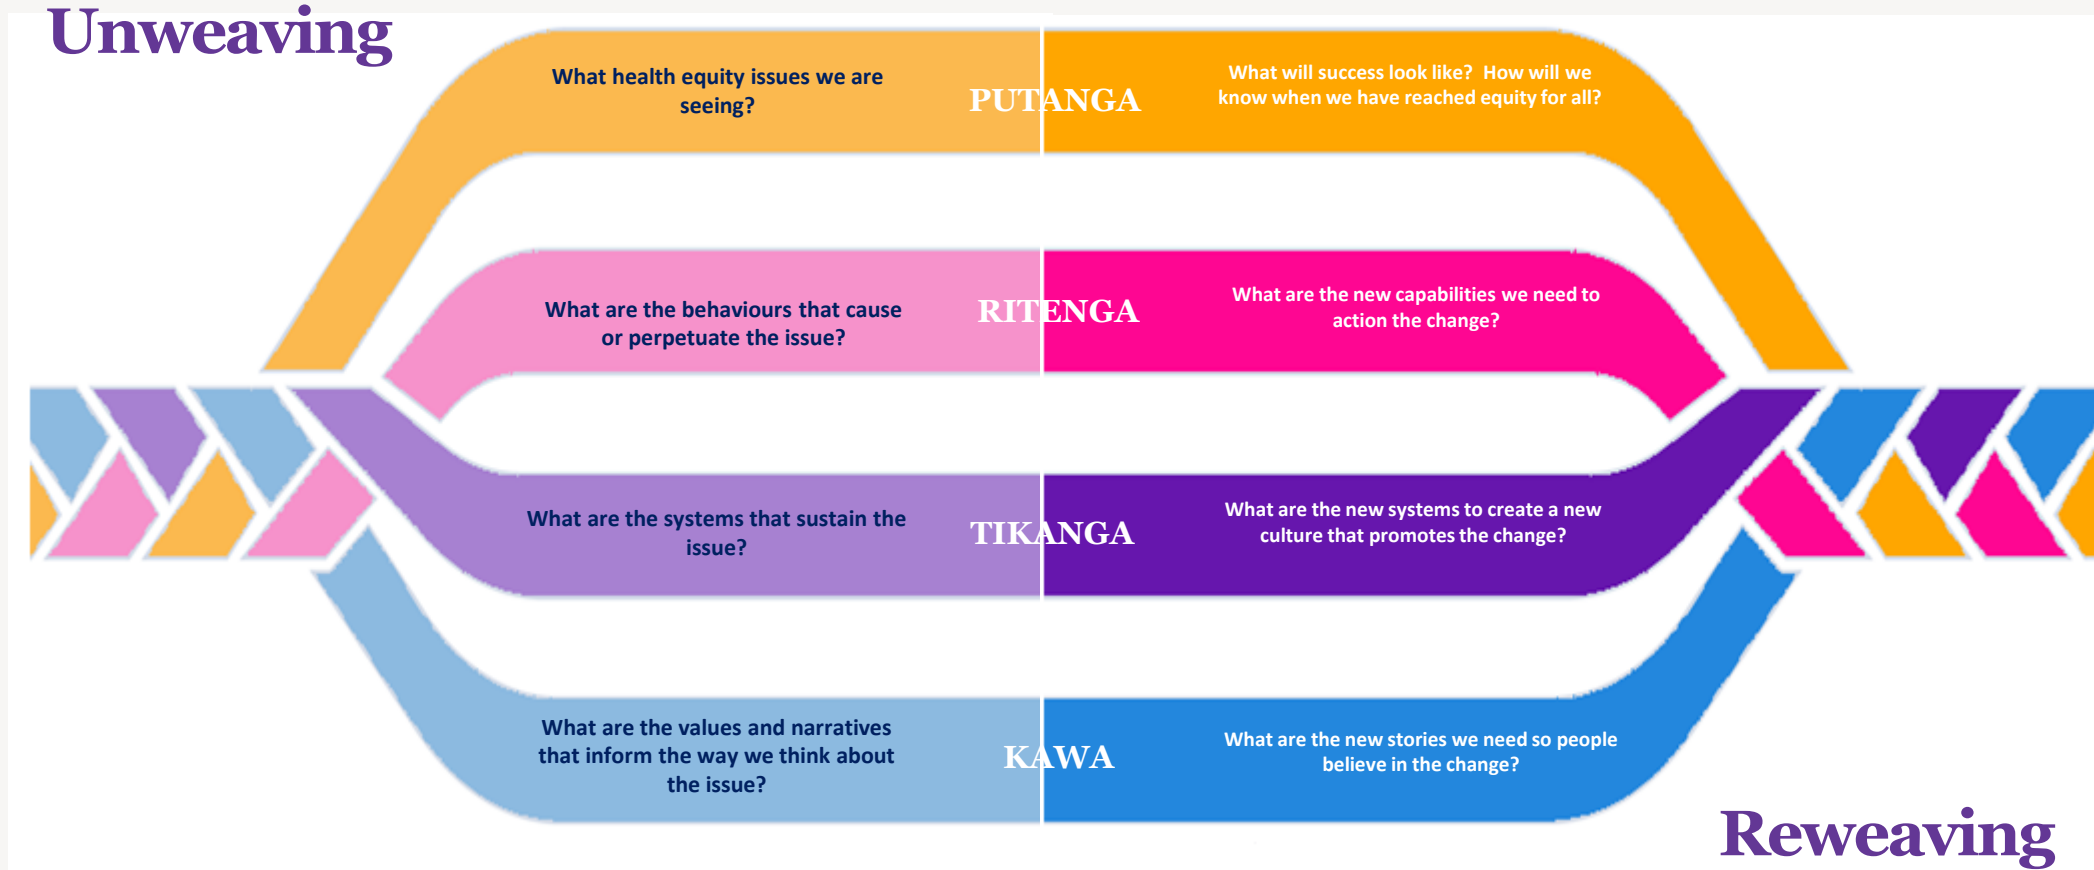 Unweaving
What health equity issues we are
seeing?
PUTANGA
What will success look like?  How will we
know when we have reached equity for all?
What are the behaviours that cause
or perpetuate the issue?
RITENGA
What are the new capabilities we need to
action the change?
What are the systems that sustain the
issue?
TIKANGA
What are the new systems to create a new
culture that promotes the change?
What are the values and narratives
that inform the way we think about
the issue?
KAWA
What are the new stories we need so people
believe in the change?
Reweaving